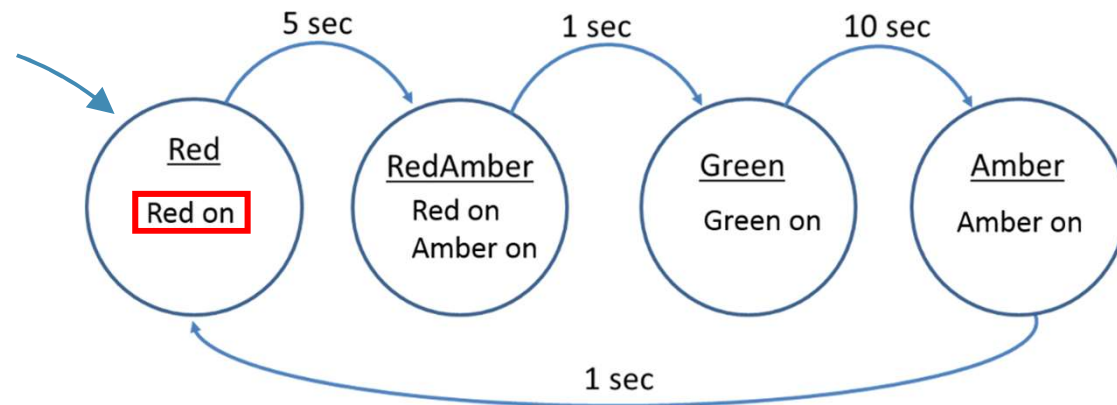 5 sec
1 sec
10 sec
Red
Red on
RedAmber
Red on
Amber on
Green
Green on
Amber
Amber on
1 sec